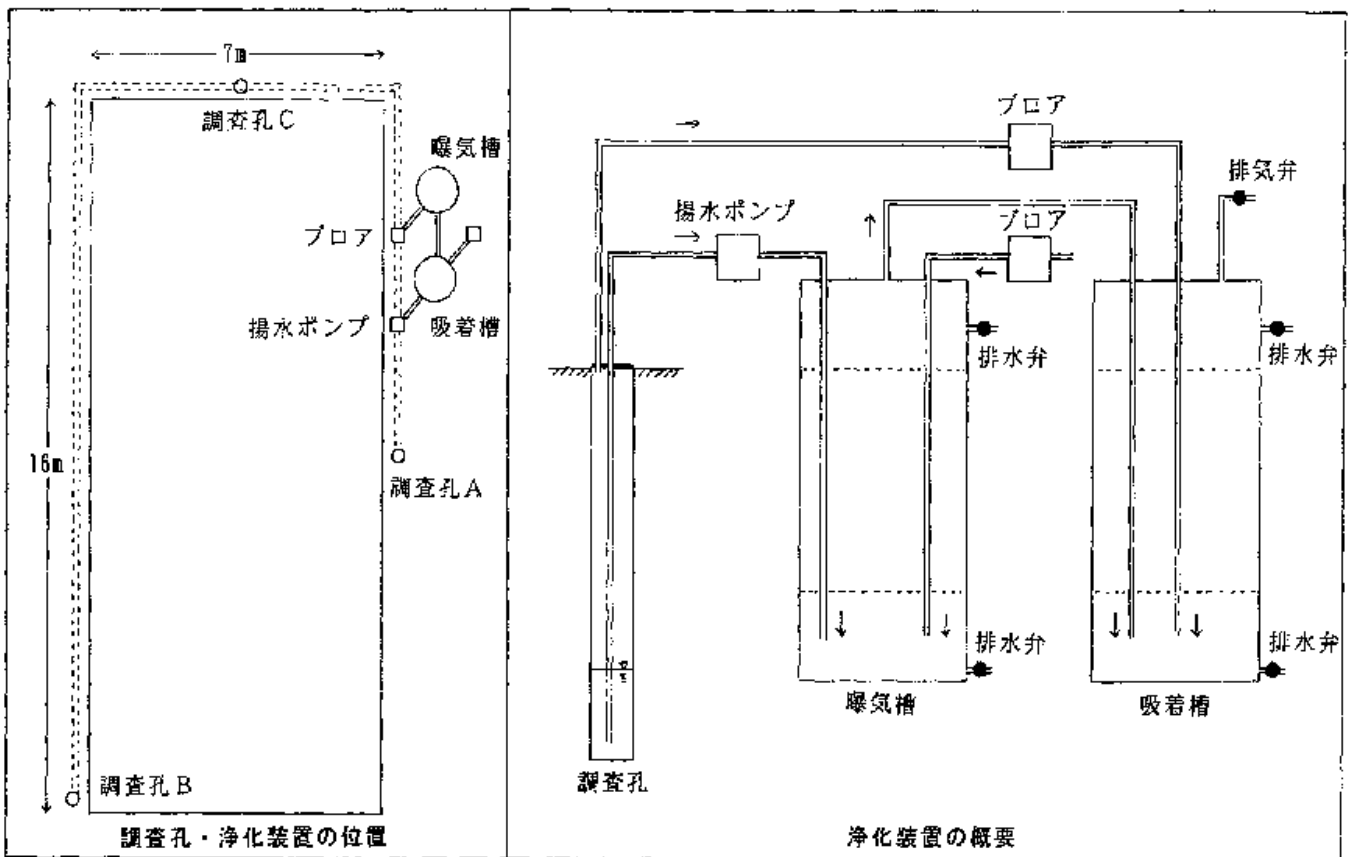 7m
調査孔C
曝気槽
ブロア
揚水ポンプ
吸着槽
16m
調査孔A
調査孔B
調査孔・浄化装置の位置
ブロア
排気弁
揚水ポンプ
ブロア
排水弁
排水弁
排水弁
排水弁
曝気槽
吸着槽
調査孔
浄化装置の概要